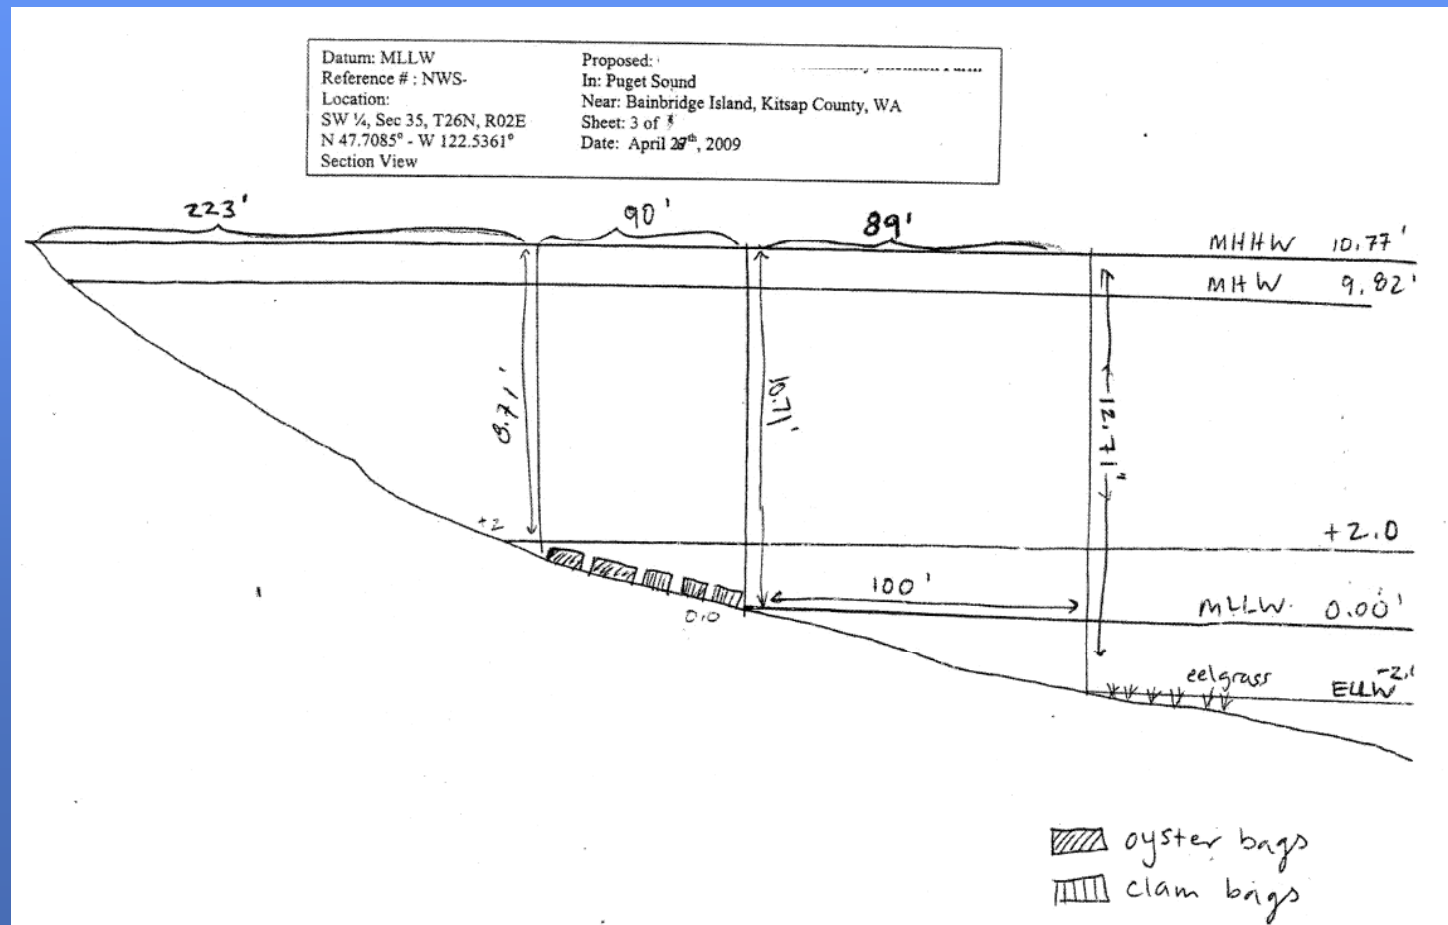 Datum: MLLW
Reference # : NWS-
Location:
SW ¼, Sec 35, T26N, R02E
N 47.7085° - W 122.5361°
Section View
Proposed:
In: Puget Sound
Near: Bainbridge Island, Kitsap County, WA
Sheet: 3 of
Date: April 2th, 2009
223'
90'
89'
MHHW 10.77'
MHW 9.82'
8.71'
10.71'
12.71"
+2
+2.0
100'
MLLW 0.00'
0.0
eelgrass
ELLW -2.
oyster bags
clam bags